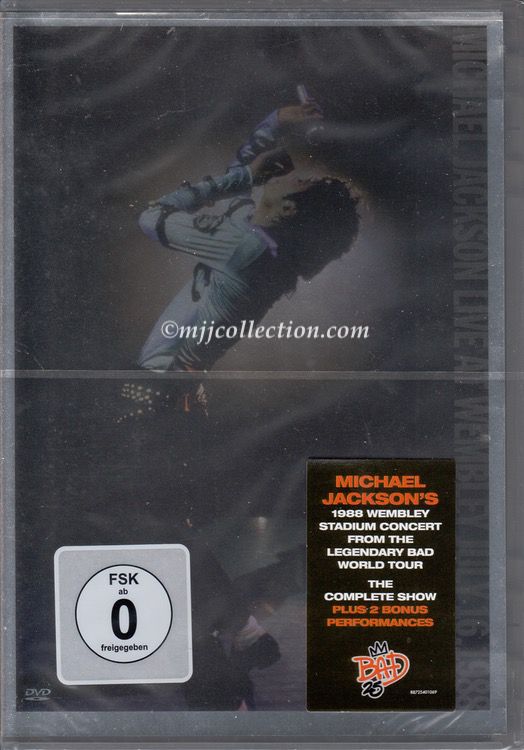 MICHAEL JACKSON LIVE AT WEMBLEY JULY 16
©mjjcollection.com
MICHAEL
JACKSON'S
1988 WEMBLEY
STADIUM CONCERT
FROM THE
LEGENDARY BAD
WORLD TOUR
THE
COMPLETE SHOW
PLUS 2 BONUS
PERFORMANCES
BAD
25
88725401069
FSK
ab
0
freigegeben
DVD